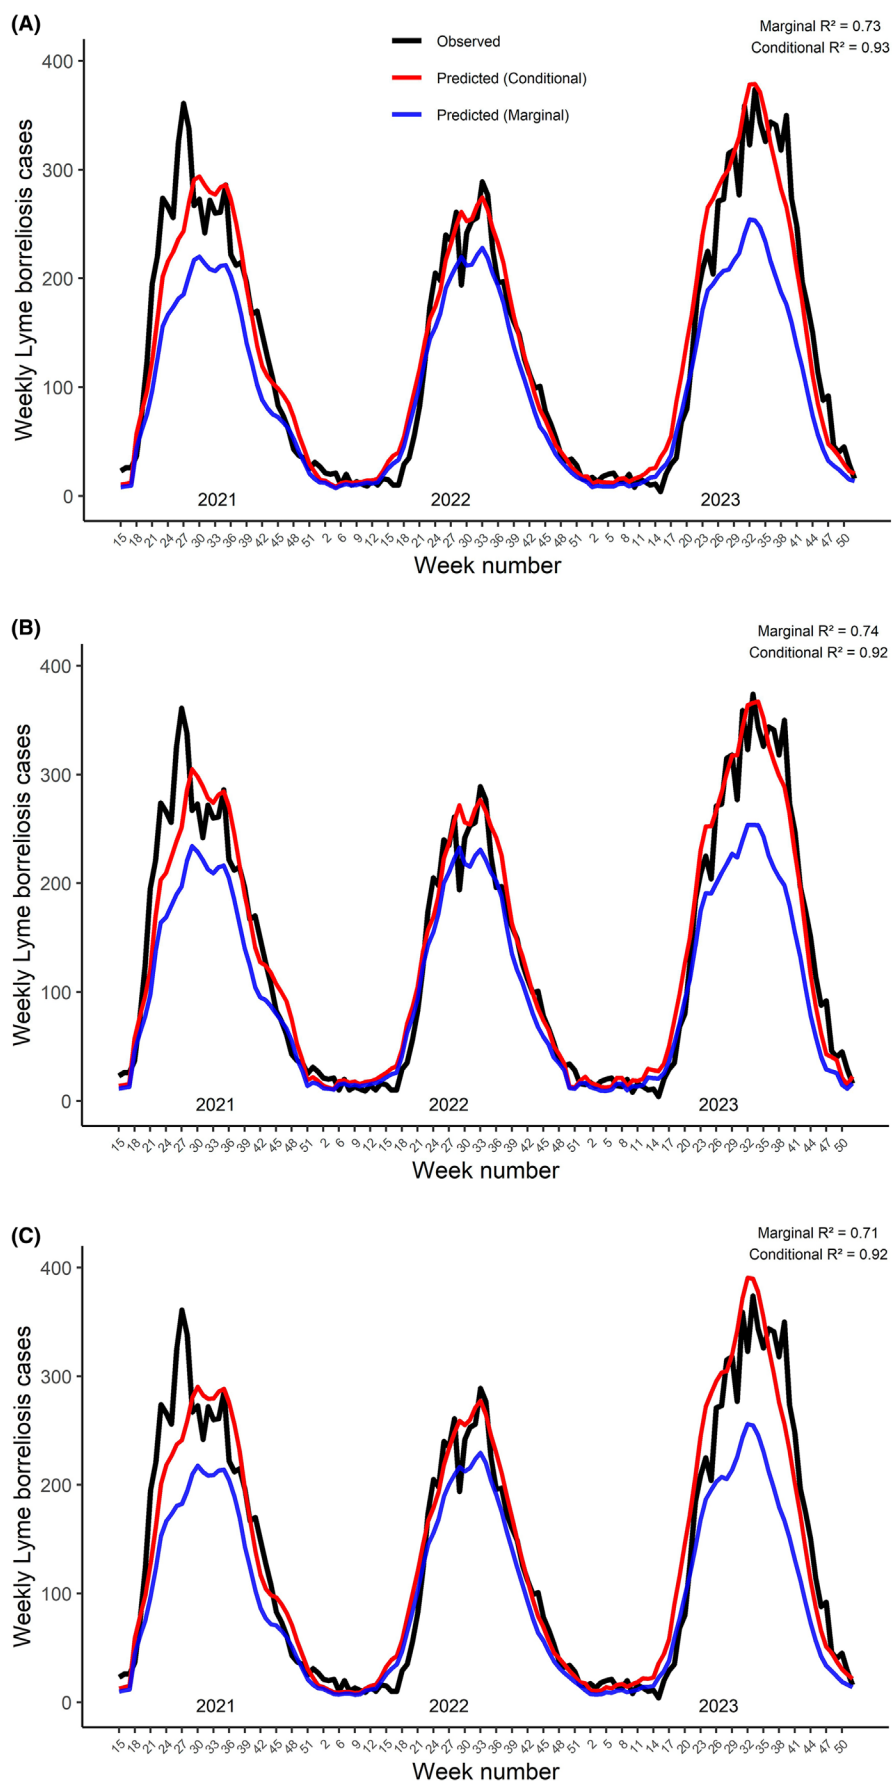 (A)
Marginal R² = 0.73
Conditional R² = 0.93
Observed
Predicted (Conditional)
Predicted (Marginal)
Weekly Lyme borreliosis cases
400
300
200
100
0
2021 2022 2023
15 18 21 24 27 30 33 36 39 42 45 48 51 2 6 9 12 15 18 21 24 27 30 33 36 39 42 45 48 51 2 5 8 11 14 17 20 23 26 29 32 35 38 41 44 47 50
Week number
(B)
Marginal R² = 0.74
Conditional R² = 0.92
Weekly Lyme borreliosis cases
400
300
200
100
0
2021 2022 2023
15 18 21 24 27 30 33 36 39 42 45 48 51 2 6 9 12 15 18 21 24 27 30 33 36 39 42 45 48 51 2 5 8 11 14 17 20 23 26 29 32 35 38 41 44 47 50
Week number
(C)
Marginal R² = 0.71
Conditional R² = 0.92
Weekly Lyme borreliosis cases
400
300
200
100
0
2021 2022 2023
15 18 21 24 27 30 33 36 39 42 45 48 51 2 6 9 12 15 18 21 24 27 30 33 36 39 42 45 48 51 2 5 8 11 14 17 20 23 26 29 32 35 38 41 44 47 50
Week number